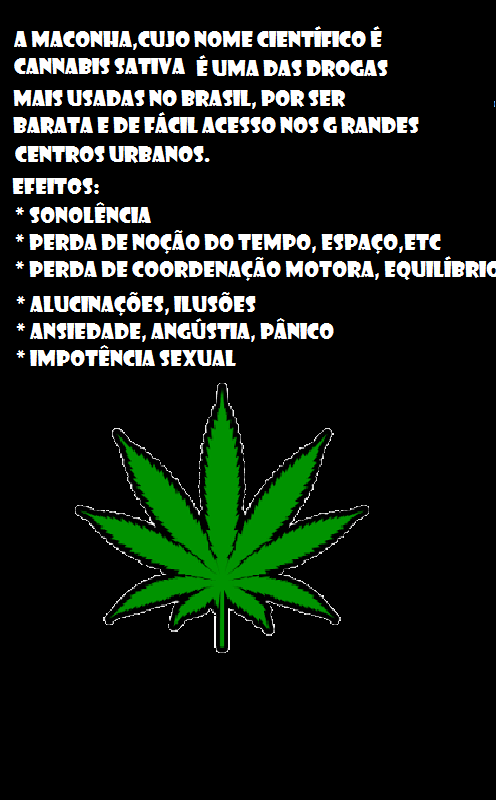 A MACONHA,CUJO NOME CIENTÍFICO É
CANNABIS SATIVA É UMA DAS DROGAS
MAIS USADAS NO BRASIL, POR SER
BARATA E DE FÁCIL ACESSO NOS G RANDES
CENTROS URBANOS.
EFEITOS:
* SONOLÊNCIA
* PERDA DE NOÇÃO DO TEMPO, ESPAÇO,ETC
* PERDA DE COORDENAÇÃO MOTORA, EQUILÍBRIO
* ALUCINAÇÕES, ILUSÕES
* ANSIEDADE, ANGÚSTIA, PÂNICO
* IMPOTÊNCIA SEXUAL